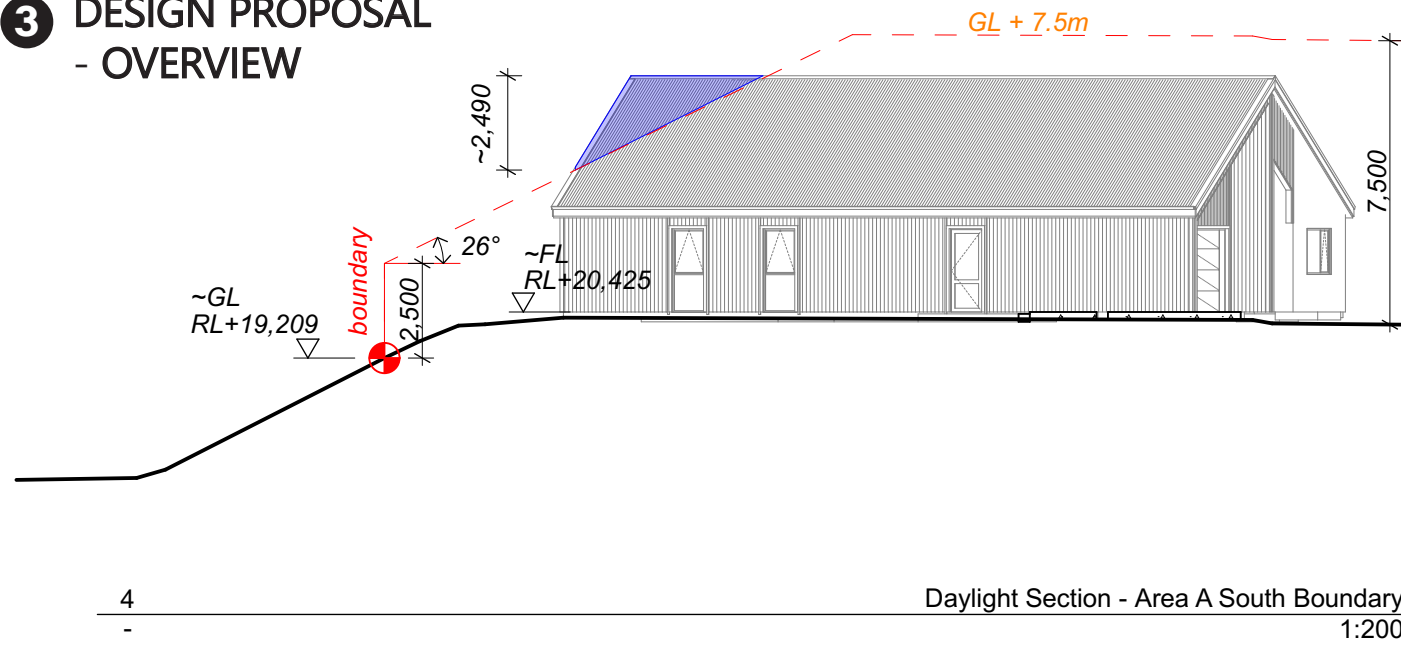 3 DESIGN PROPOSAL
- OVERVIEW
GL + 7.5m
~2,490
7,500
boundary
26°
2,500
~FL
RL+20,425
~GL
RL+19,209
4
Daylight Section - Area A South Boundary
-
1:200